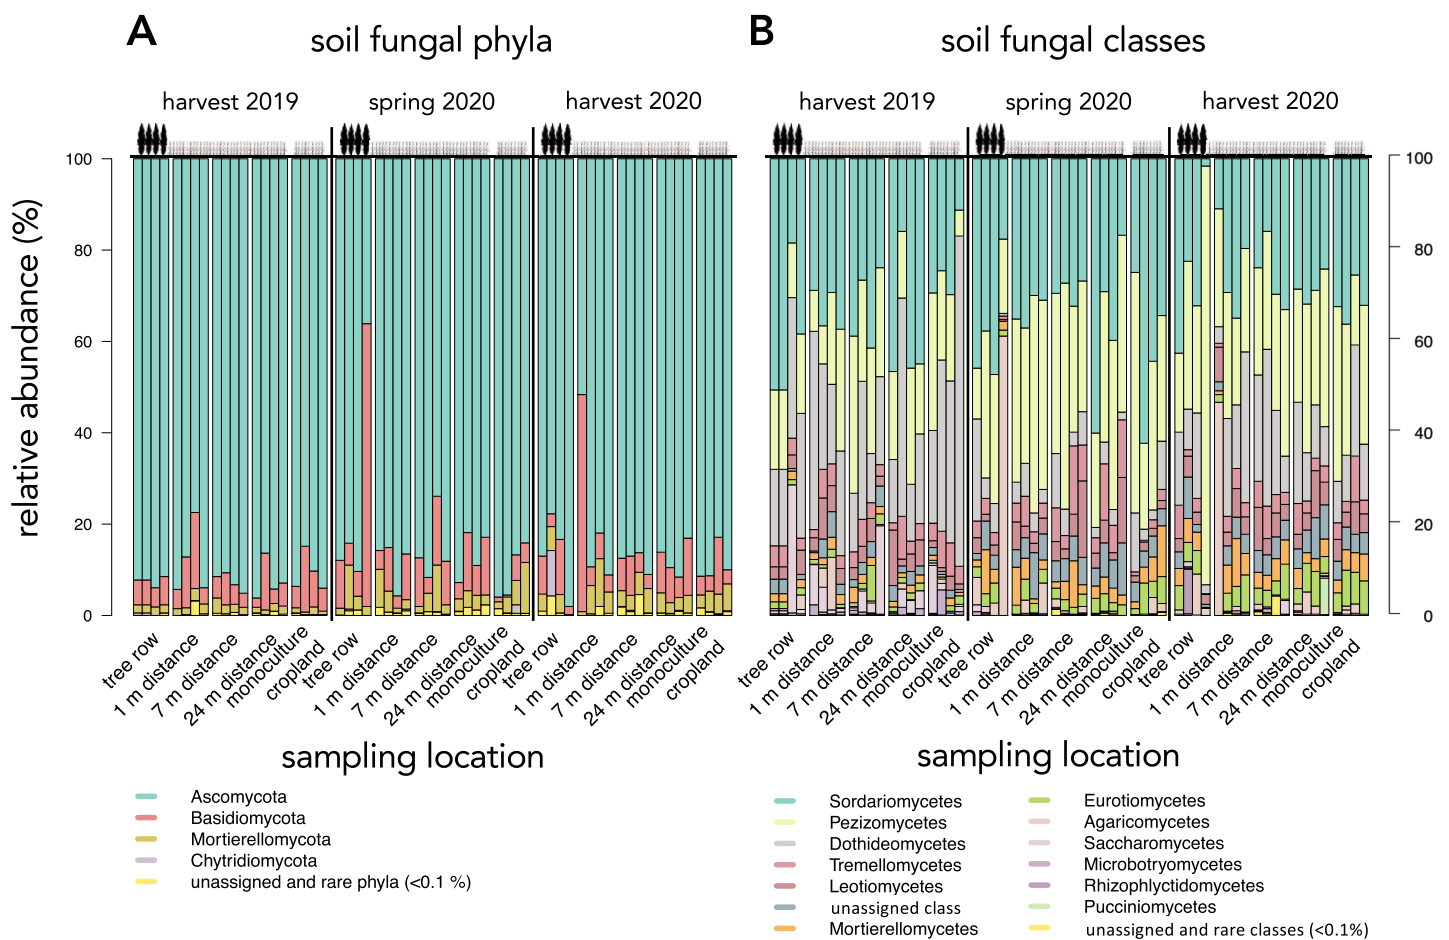 A
soil fungal phyla
harvest 2019
spring 2020
harvest 2020
relative abundance (%)
100
80
60
40
20
0
tree row
1 m distance
7 m distance
24 m distance
monoculture
cropland
tree row
1 m distance
7 m distance
24 m distance
monoculture
cropland
tree row
1 m distance
7 m distance
24 m distance
monoculture
cropland
sampling location
Ascomycota
Basidiomycota
Mortierellomycota
Chytridiomycota
unassigned and rare phyla (<0.1 %)
B
soil fungal classes
harvest 2019
spring 2020
harvest 2020
100
80
60
40
20
0
tree row
1 m distance
7 m distance
24 m distance
monoculture
cropland
tree row
1 m distance
7 m distance
24 m distance
monoculture
cropland
tree row
1 m distance
7 m distance
24 m distance
monoculture
cropland
sampling location
Sordariomycetes
Pezizomycetes
Dothideomycetes
Tremellomycetes
Leotiomycetes
unassigned class
Mortierellomycetes
Eurotiomycetes
Agaricomycetes
Saccharomycetes
Microbotryomycetes
Rhizophlyctidomycetes
Pucciniomycetes
unassigned and rare classes (<0.1%)